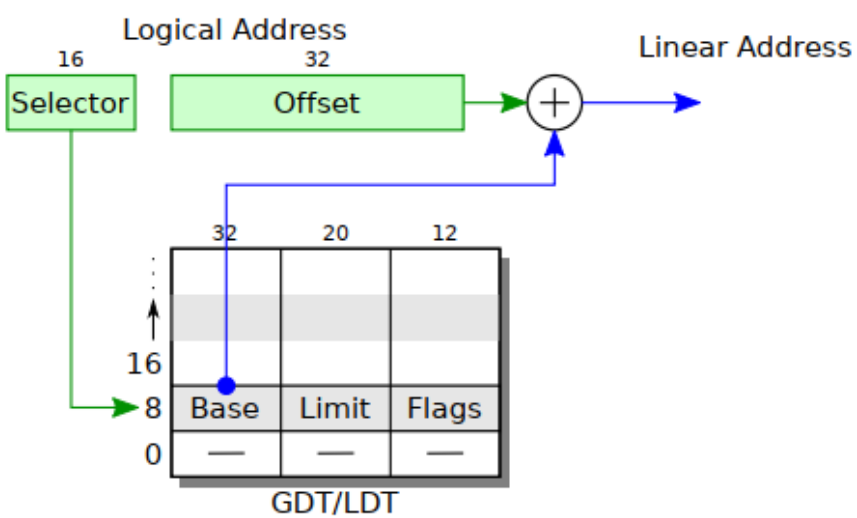 Logical Address
Linear Address
16 32
Selector Offset +
32 20 12
16
8 Base Limit Flags
0 — — —
GDT/LDT